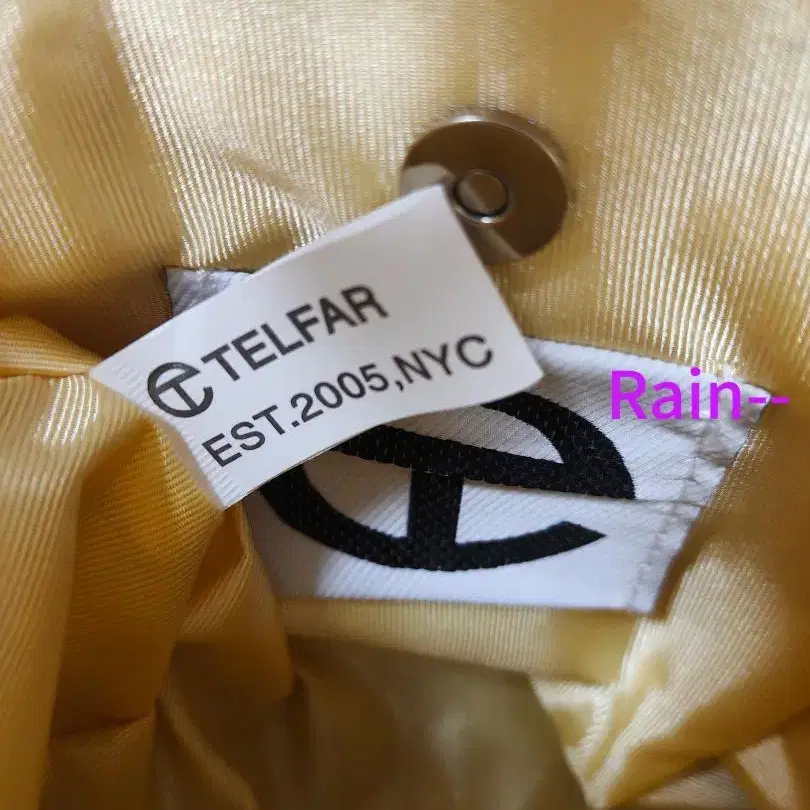 TELFAR
EST.2005,NYC
Rain--